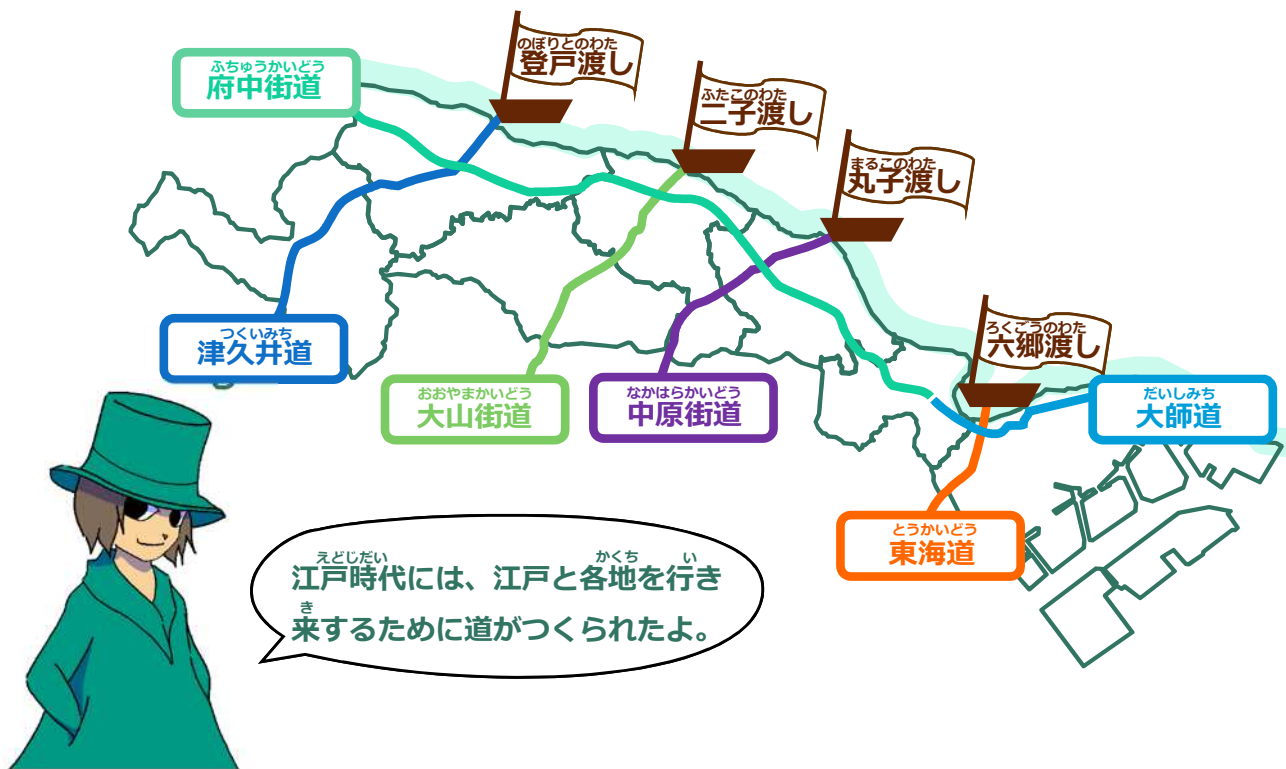 のぼりとのわた
登戸渡し
ふちゅうかいどう
府中街道
ふたこのわた
二子渡し
まるこのわた
丸子渡し
ろくごうのわた
六郷渡し
つくいみち
津久井道
おおやまかいどう
大山街道
なかはらかいどう
中原街道
だいしみち
大師道
とうかいどう
東海道
えどじだい かくち い
江戸時代には、江戸と各地を行き
き
来するために道がつくられたよ。